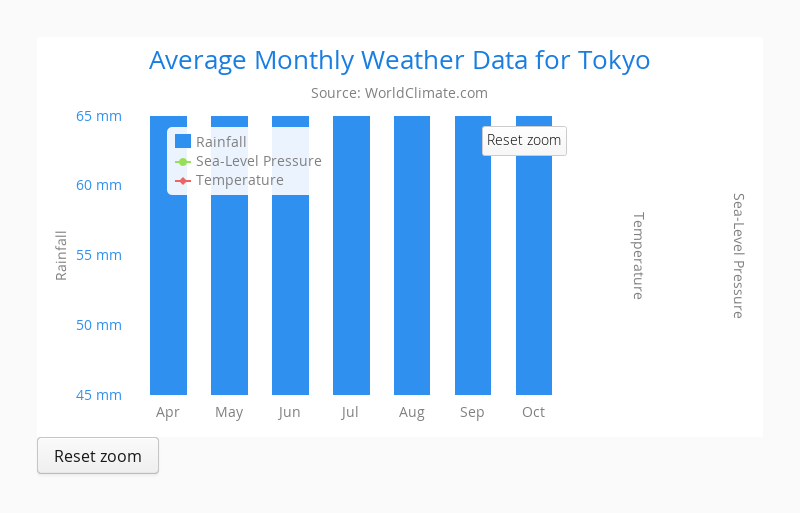 Average Monthly Weather Data for Tokyo
Source: WorldClimate.com
65 mm
60 mm
55 mm
50 mm
45 mm
Rainfall
Rainfall
Sea-Level Pressure
Temperature
Reset zoom
Temperature
Sea-Level Pressure
Apr
May
Jun
Jul
Aug
Sep
Oct
Reset zoom